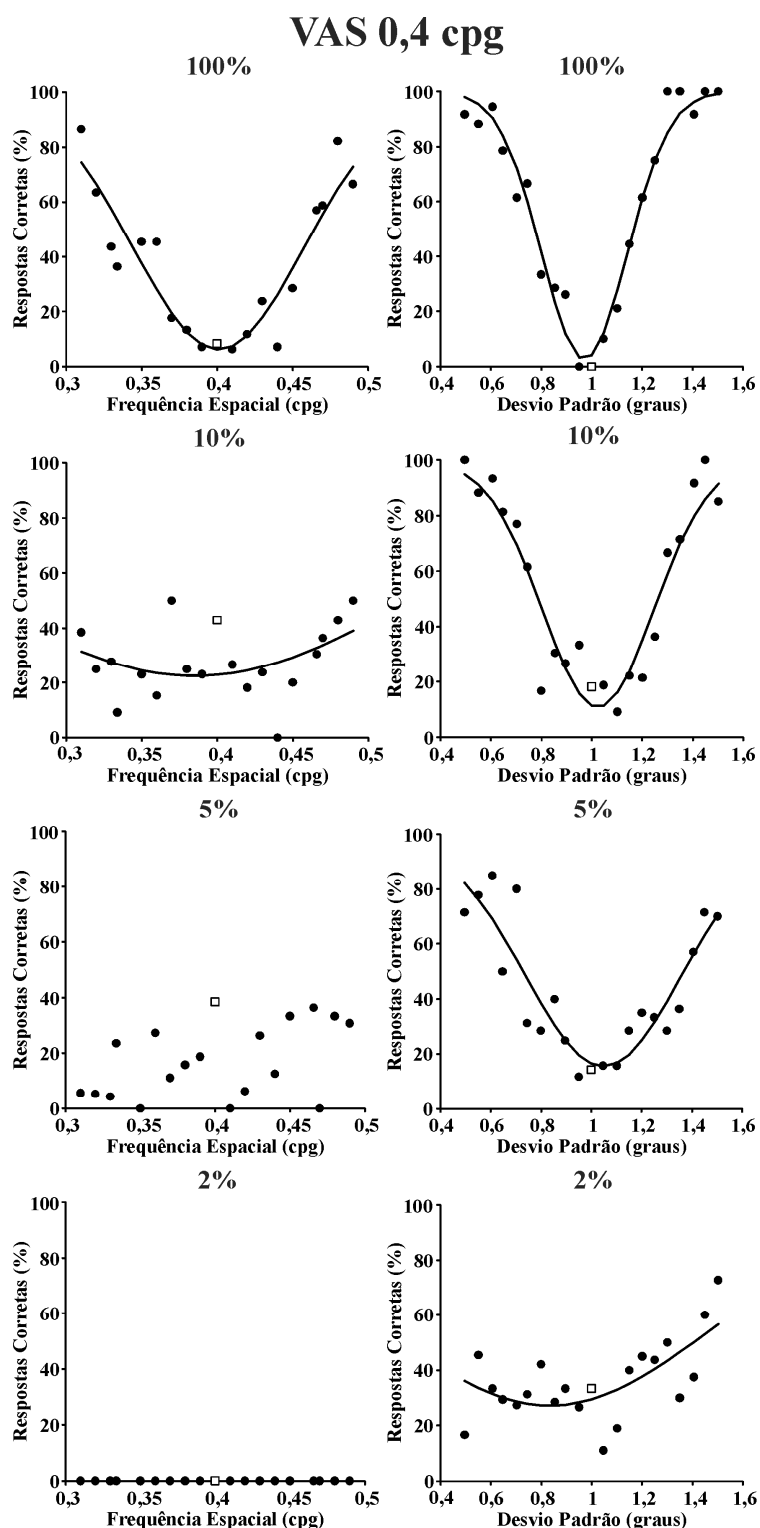 VAS 0,4 cpg
100%
100%
Respostas Corretas (%)
100
80
60
40
20
0
0,3 0,35 0,4 0,45 0,5
Frequência Espacial (cpg)
Respostas Corretas (%)
100
80
60
40
20
0
0,4 0,6 0,8 1 1,2 1,4 1,6
Desvio Padrão (graus)
10%
10%
Respostas Corretas (%)
100
80
60
40
20
0
0,3 0,35 0,4 0,45 0,5
Frequência Espacial (cpg)
Respostas Corretas (%)
100
80
60
40
20
0
0,4 0,6 0,8 1 1,2 1,4 1,6
Desvio Padrão (graus)
5%
5%
Respostas Corretas (%)
100
80
60
40
20
0
0,3 0,35 0,4 0,45 0,5
Frequência Espacial (cpg)
Respostas Corretas (%)
100
80
60
40
20
0
0,4 0,6 0,8 1 1,2 1,4 1,6
Desvio Padrão (graus)
2%
2%
Respostas Corretas (%)
100
80
60
40
20
0
0,3 0,35 0,4 0,45 0,5
Frequência Espacial (cpg)
Respostas Corretas (%)
100
80
60
40
20
0
0,4 0,6 0,8 1 1,2 1,4 1,6
Desvio Padrão (graus)